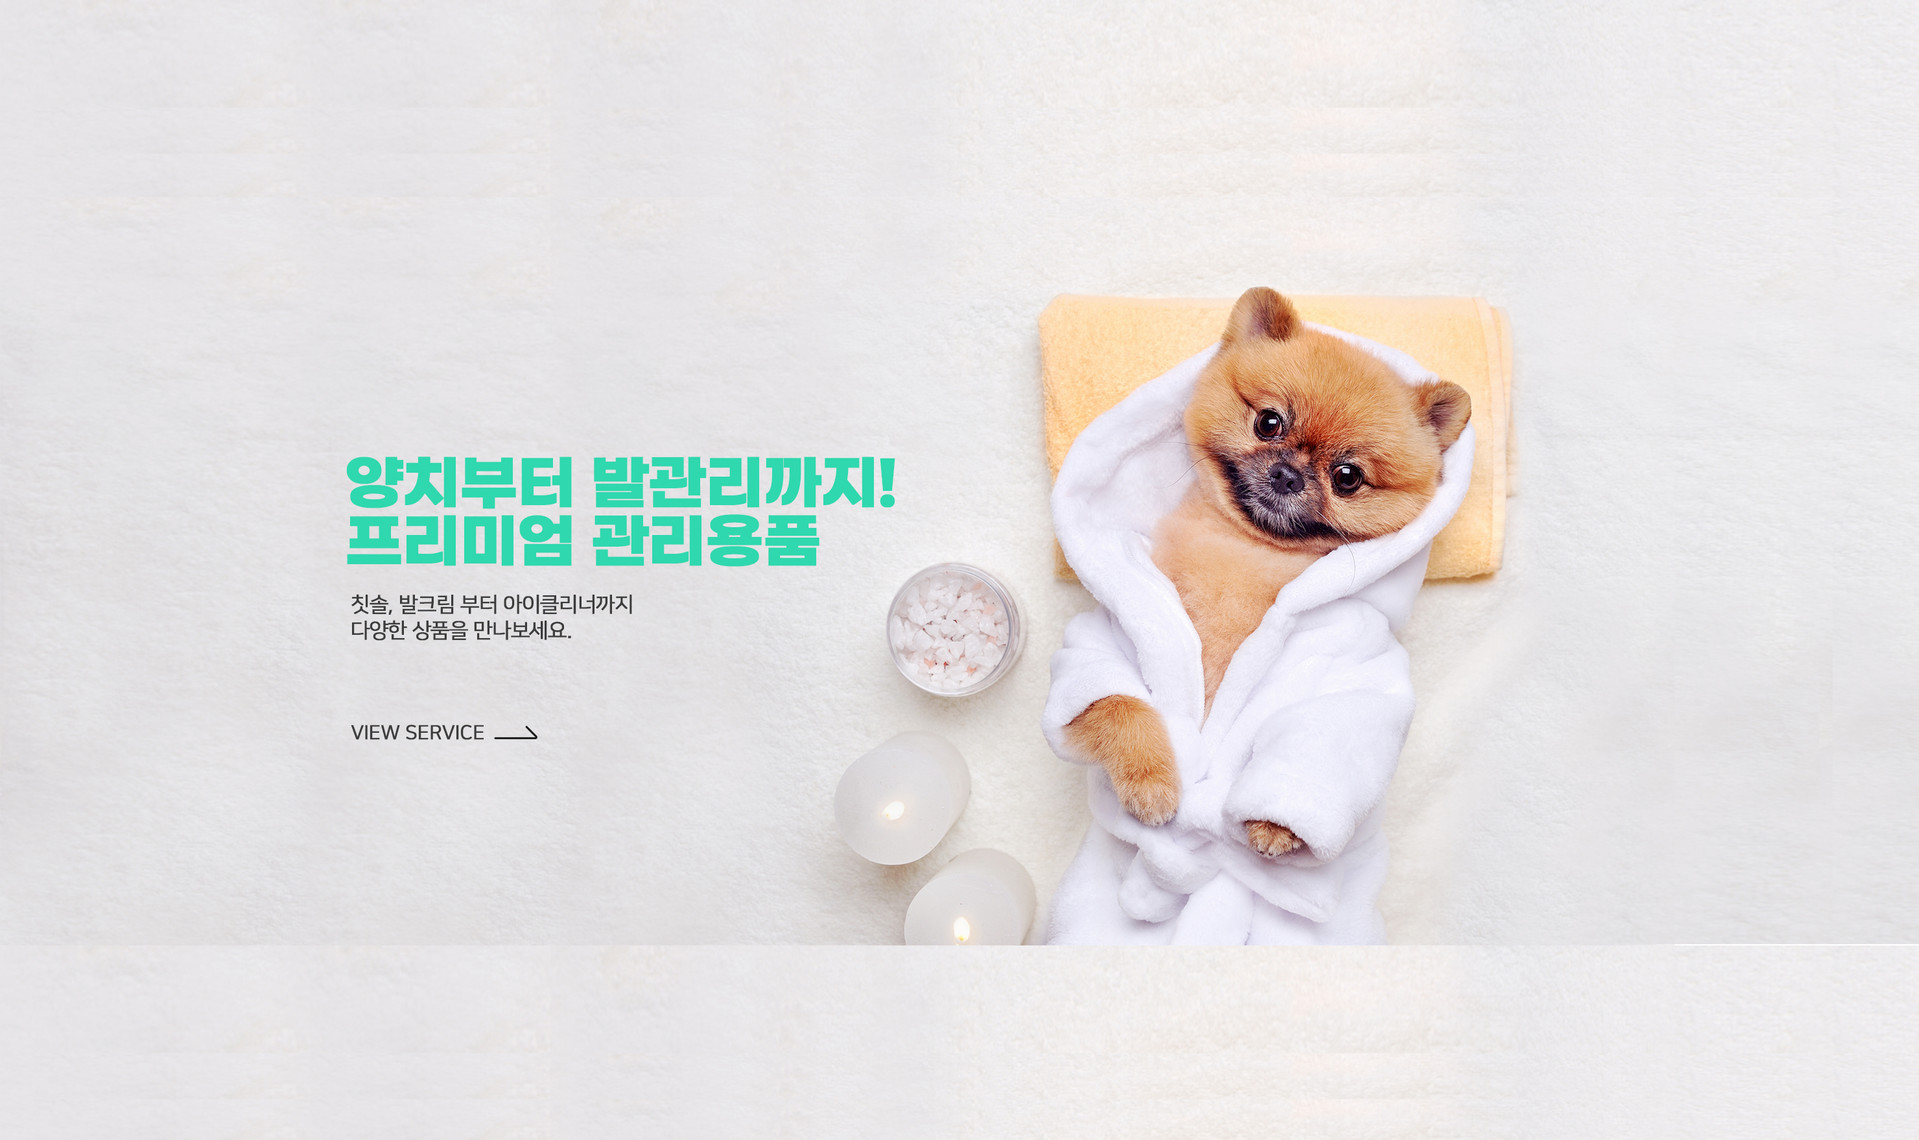 양치부터 발관리까지!
프리미엄 관리용품
칫솔, 발크림 부터 아이클리너까지
다양한 상품을 만나보세요.
VIEW SERVICE